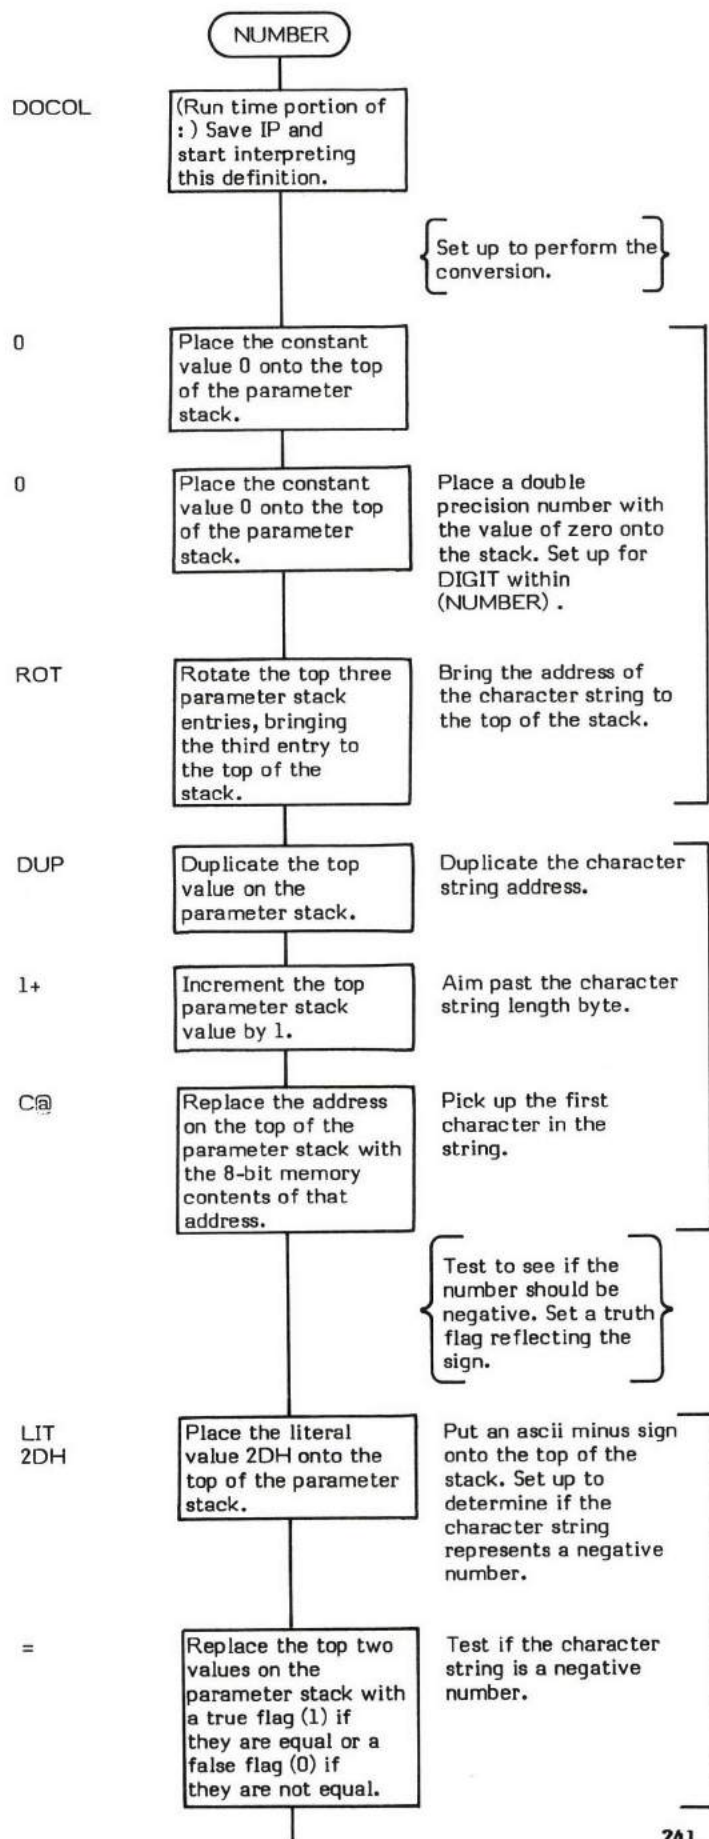 NUMBER
DOCOL
(Run time portion of
: ) Save IP and
start interpreting
this definition.
Set up to perform the
conversion.
0
Place the constant
value 0 onto the top
of the parameter
stack.
0
Place the constant
value 0 onto the top
of the parameter
stack.
Place a double
precision number with
the value of zero onto
the stack. Set up for
DIGIT within
(NUMBER) .
ROT
Rotate the top three
parameter stack
entries, bringing
the third entry to
the top of the
stack.
Bring the address of
the character string to
the top of the stack.
DUP
Duplicate the top
value on the
parameter stack.
Duplicate the character
string address.
1+
Increment the top
parameter stack
value by 1.
Aim past the character
string length byte.
C@
Replace the address
on the top of the
parameter stack with
the 8-bit memory
contents of that
address.
Pick up the first
character in the
string.
Test to see if the
number should be
negative. Set a truth
flag reflecting the
sign.
LIT
2DH
Place the literal
value 2DH onto the
top of the parameter
stack.
Put an ascii minus sign
onto the top of the
stack. Set up to
determine if the
character string
represents a negative
number.
=
Replace the top two
values on the
parameter stack with
a true flag (1) if
they are equal or a
false flag (0) if
they are not equal.
Test if the character
string is a negative
number.
241